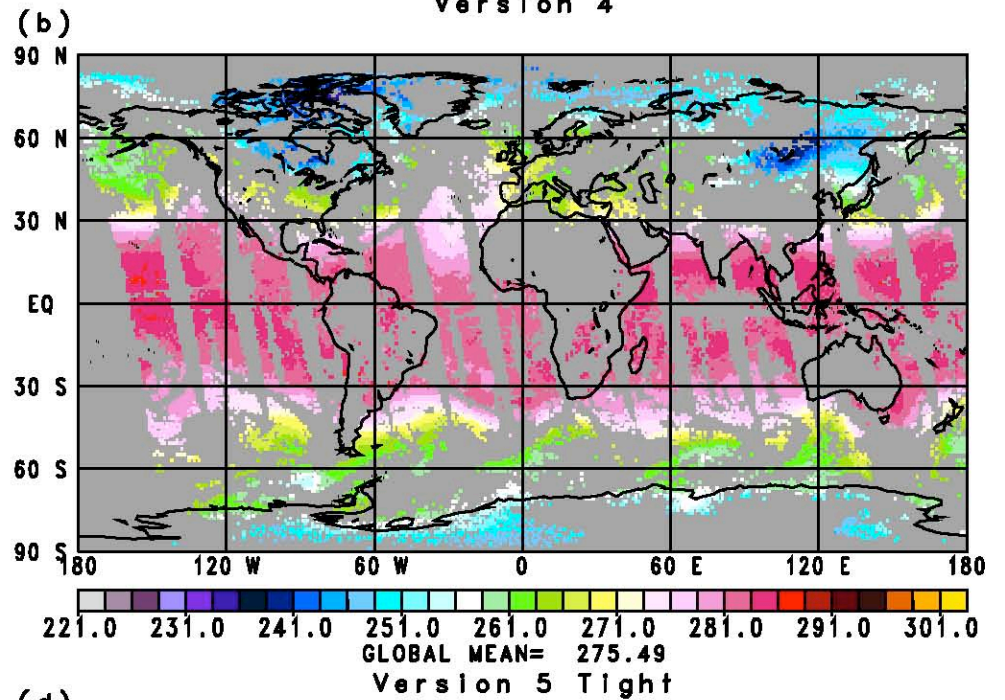 Version 4
(b)
90 N
60 N
30 N
EQ
30 S
60 S
90 S
180 120 W 60 W 0 60 E 120 E 180
221.0 231.0 241.0 251.0 261.0 271.0 281.0 291.0 301.0
GLOBAL MEAN= 275.49
Version 5 Tight
(d)